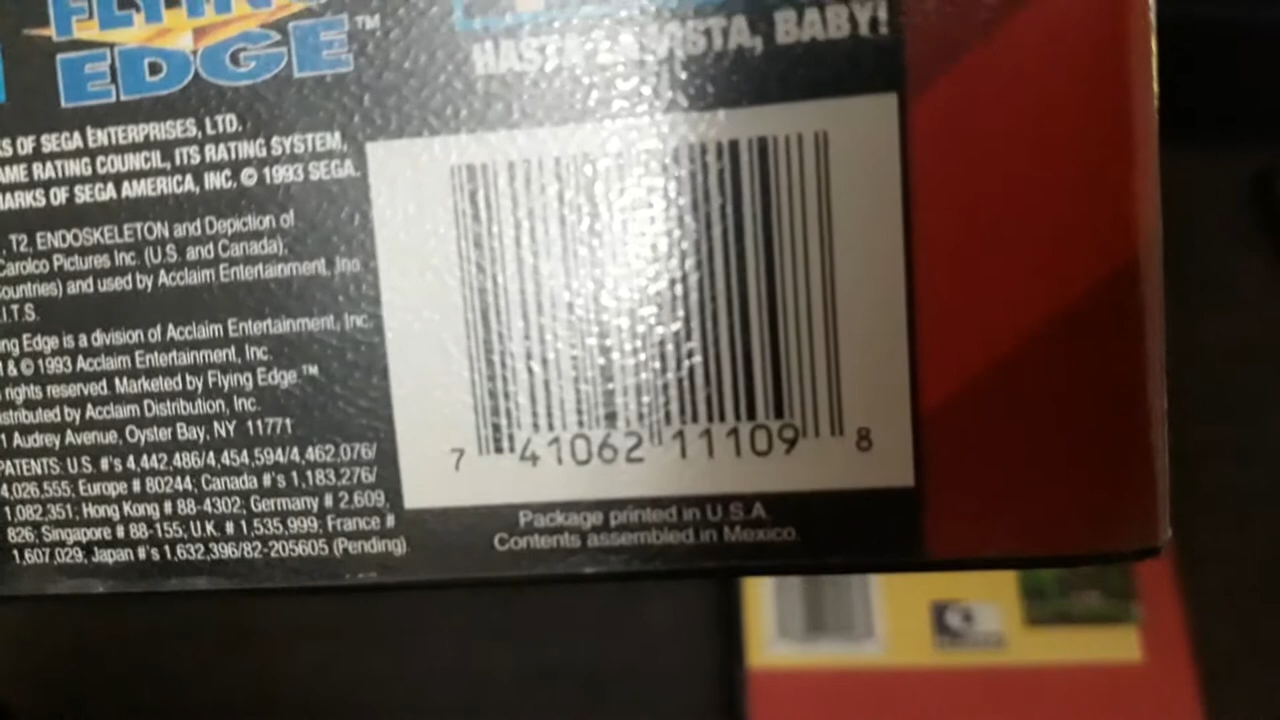 FLYING
EDGE™
HASTA LA VISTA, BABY!
KS OF SEGA ENTERPRISES, LTD.
AME RATING COUNCIL, ITS RATING SYSTEM,
MARKS OF SEGA AMERICA, INC. © 1993 SEGA.
, T2, ENDOSKELETON and Depiction of
Carolco Pictures Inc. (U.S. and Canada),
ountries) and used by Acclaim Entertainment, Inc.
.I.T.S.
ing Edge is a division of Acclaim Entertainment, Inc.
& © 1993 Acclaim Entertainment, Inc.
rights reserved. Marketed by Flying Edge.™
istributed by Acclaim Distribution, Inc.
1 Audrey Avenue, Oyster Bay, NY 11771
PATENTS: U.S. #'s 4,442,486/4,454,594/4,462,076/
4,026,555; Europe # 80244; Canada #'s 1,183,276/
1,082,351; Hong Kong # 88-4302; Germany # 2,609,
826; Singapore # 88-155; U.K. # 1,535,999; France #
1,607,029; Japan #'s 1,632,396/82-205605 (Pending).
7 41062 11109 8
Package printed in U.S.A.
Contents assembled in Mexico.